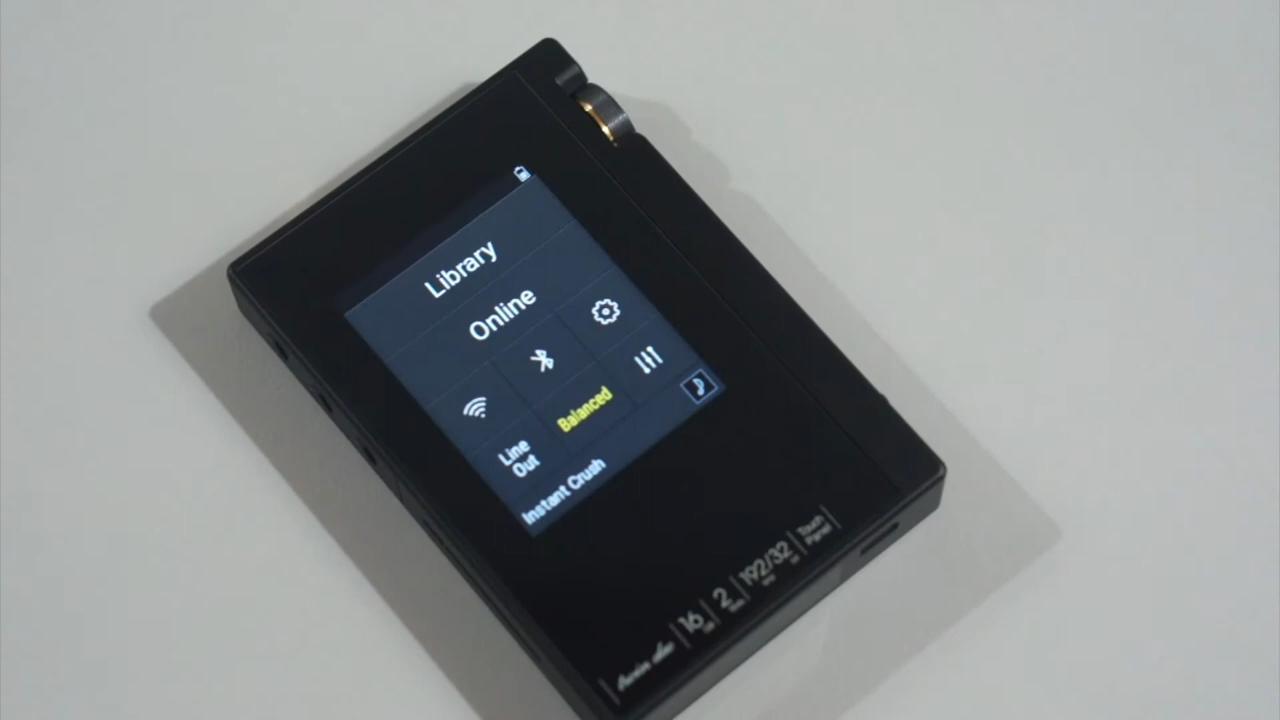 Library
Online
Balanced
Line
Out
Instant Crush
16
2
192/32
Touch
Panel